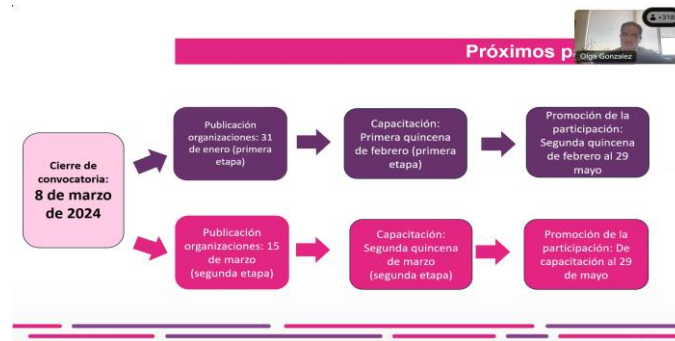 +318
Olga Gonzalez
Próximos p
Cierre de
convocatoria:
8 de marzo
de 2024
Publicación
organizaciones: 31
de enero (primera
etapa)
Capacitación:
Primera quincena
de febrero (primera
etapa)
Promoción de la
participación:
Segunda quincena
de febrero al 29
mayo
Publicación
organizaciones: 15
de marzo
(segunda etapa)
Capacitación:
Segunda quincena
de marzo
(segunda etapa)
Promoción de la
participación: De
capacitación al 29
de mayo